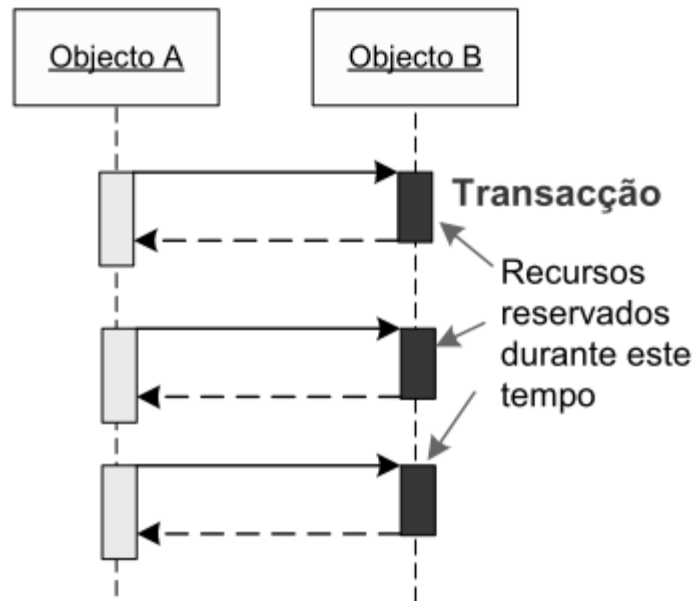 Objecto A
Objecto B
Transacção
Recursos
reservados
durante este
tempo